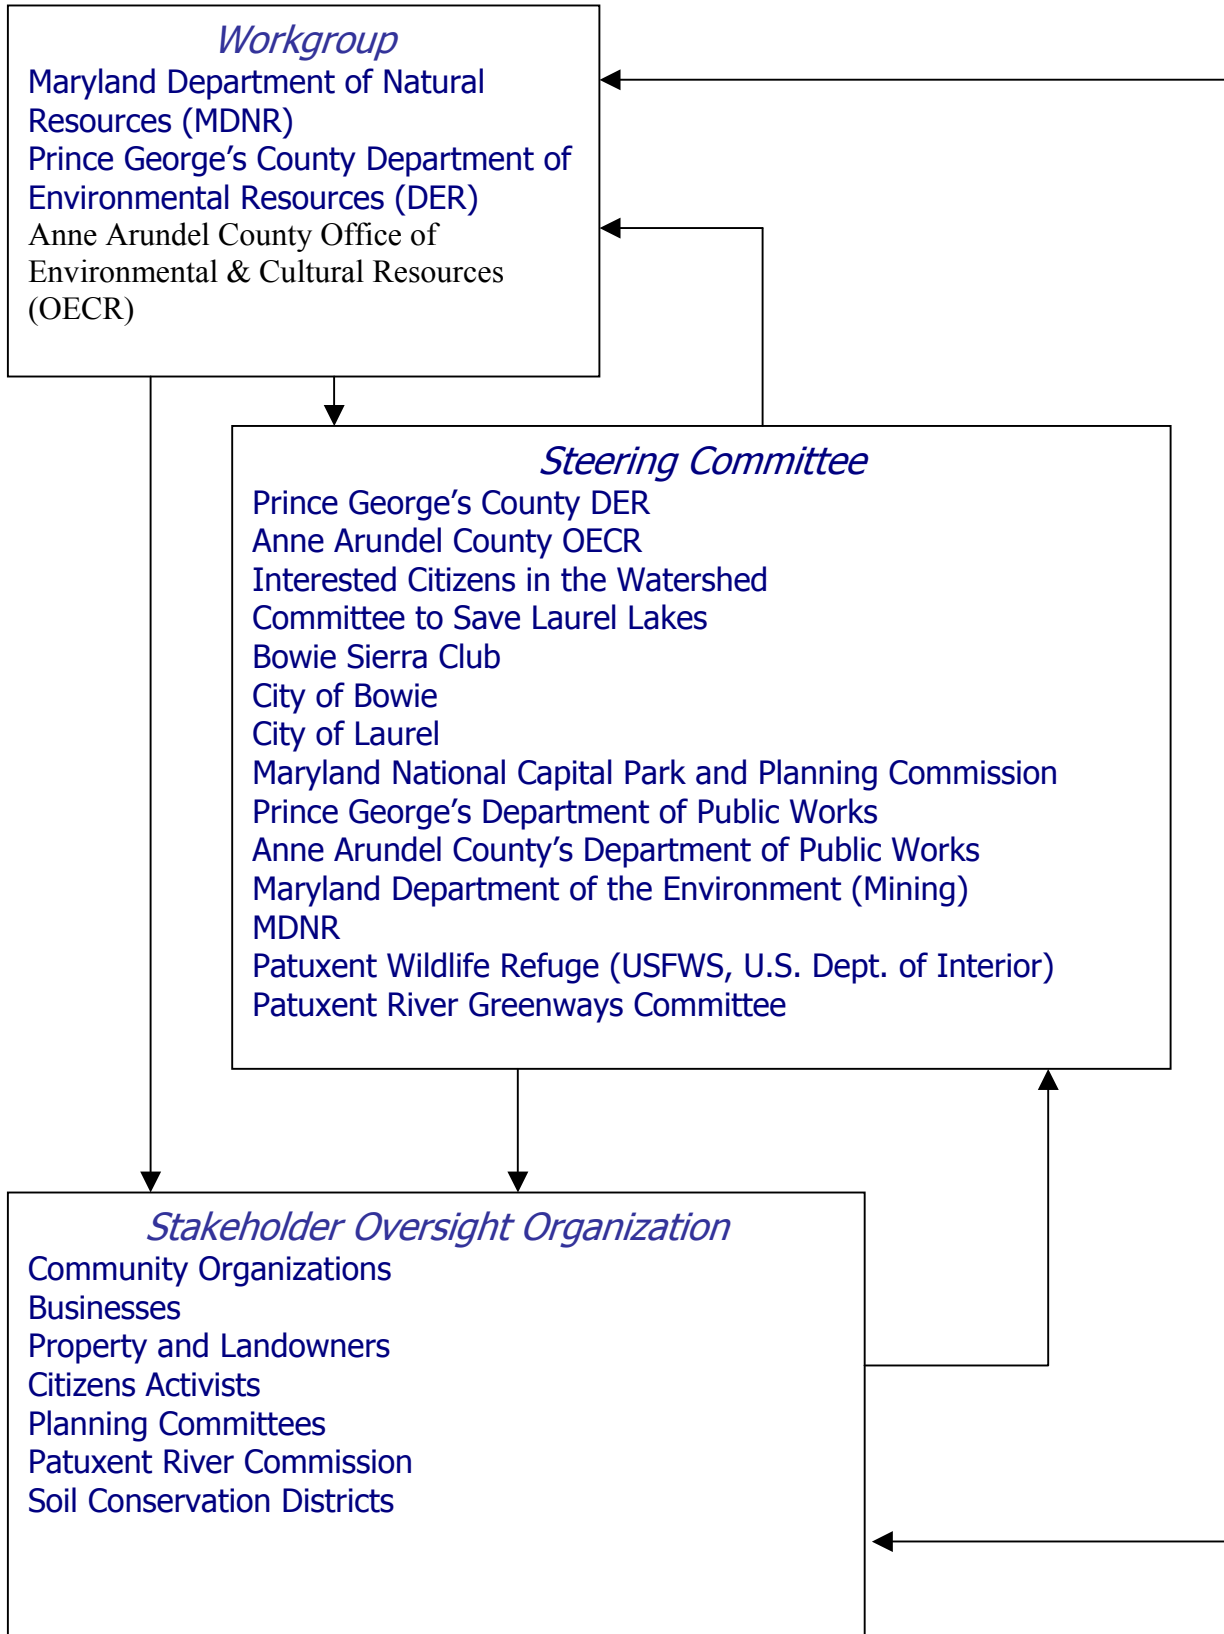 Workgroup
Maryland Department of Natural
Resources (MDNR)
Prince George’s County Department of
Environmental Resources (DER)
Anne Arundel County Office of
Environmental & Cultural Resources
(OECR)
Steering Committee
Prince George’s County DER
Anne Arundel County OECR
Interested Citizens in the Watershed
Committee to Save Laurel Lakes
Bowie Sierra Club
City of Bowie
City of Laurel
Maryland National Capital Park and Planning Commission
Prince George’s Department of Public Works
Anne Arundel County’s Department of Public Works
Maryland Department of the Environment (Mining)
MDNR
Patuxent Wildlife Refuge (USFWS, U.S. Dept. of Interior)
Patuxent River Greenways Committee
Stakeholder Oversight Organization
Community Organizations
Businesses
Property and Landowners
Citizens Activists
Planning Committees
Patuxent River Commission
Soil Conservation Districts